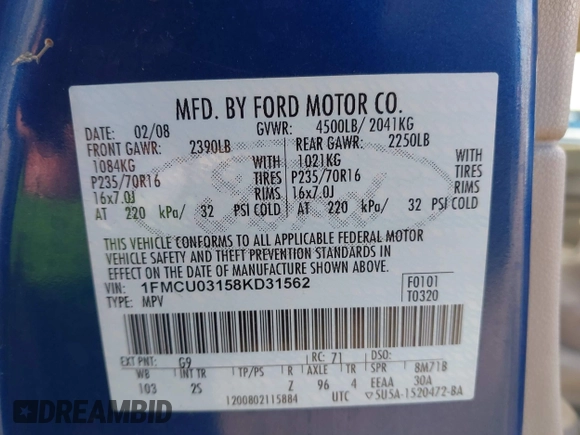 MFD. BY FORD MOTOR CO.
DATE: 02/08 GVWR: 4500LB/ 2041KG
FRONT GAWR: 2390LB REAR GAWR: 2250LB
1084KG WITH 1021KG WITH
P235/70R16 TIRES P235/70R16 TIRES
16x7.0J RIMS 16x7.0J RIMS
AT 220 kPa/ 32 PSI COLD AT 220 kPa/ 32 PSI COLD
THIS VEHICLE CONFORMS TO ALL APPLICABLE FEDERAL MOTOR
VEHICLE SAFETY AND THEFT PREVENTION STANDARDS IN
EFFECT ON THE DATE OF MANUFACTURE SHOWN ABOVE.
VIN: 1FMCU03158KD31562 F0101
TYPE: MPV T0320
EXT PNT: G9 RC: 71 DSO:
WB INT TR TP/PS R AXLE TR SPR 8M718
103 25 Z 96 4 EEAA 30A
1200802115884 UTC ▽SU5A-1520472-BA
DREAMBID